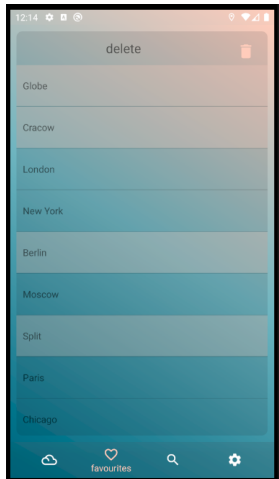 12:14
delete
Globe
Cracow
London
New York
Berlin
Moscow
Split
Paris
Chicago
favourites